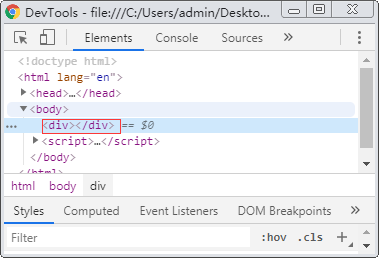 DevTools - file:///C:/Users/admin/Deskto...
Elements Console »
<!doctype html>
<html lang="en">
<head>…</head>
<body>
… <div></div> == $0
<script>…</script>
</body>
</html>
html body div
Styles Computed Event Listeners DOM Breakpoints »
Filter :hov .cls +